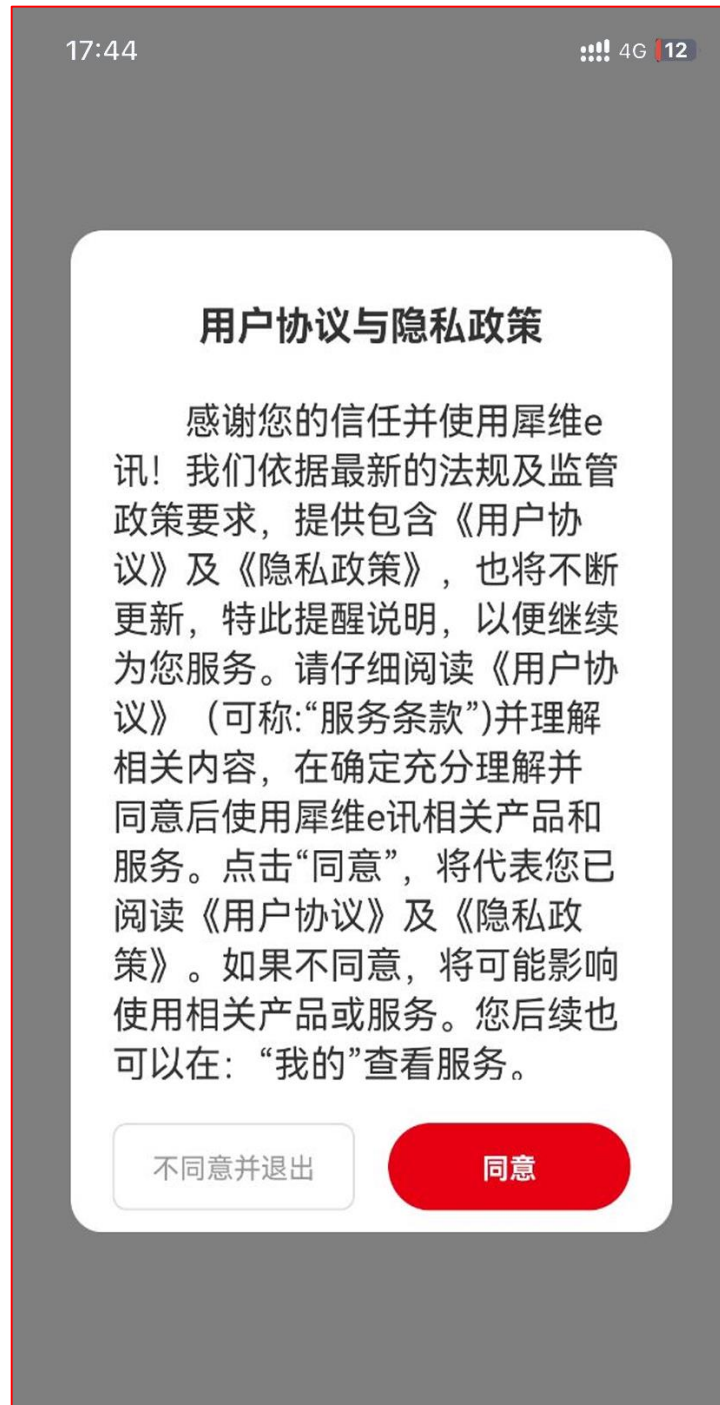 17:44
4G 12
用户协议与隐私政策
感谢您的信任并使用犀维e
讯！我们依据最新的法规及监管
政策要求，提供包含《用户协
议》及《隐私政策》，也将不断
更新，特此提醒说明，以便继续
为您服务。请仔细阅读《用户协
议》（可称:“服务条款”)并理解
相关内容，在确定充分理解并
同意后使用犀维e讯相关产品和
服务。点击“同意”，将代表您已
阅读《用户协议》及《隐私政
策》。如果不同意，将可能影响
使用相关产品或服务。您后续也
可以在：“我的”查看服务。
不同意并退出
同意